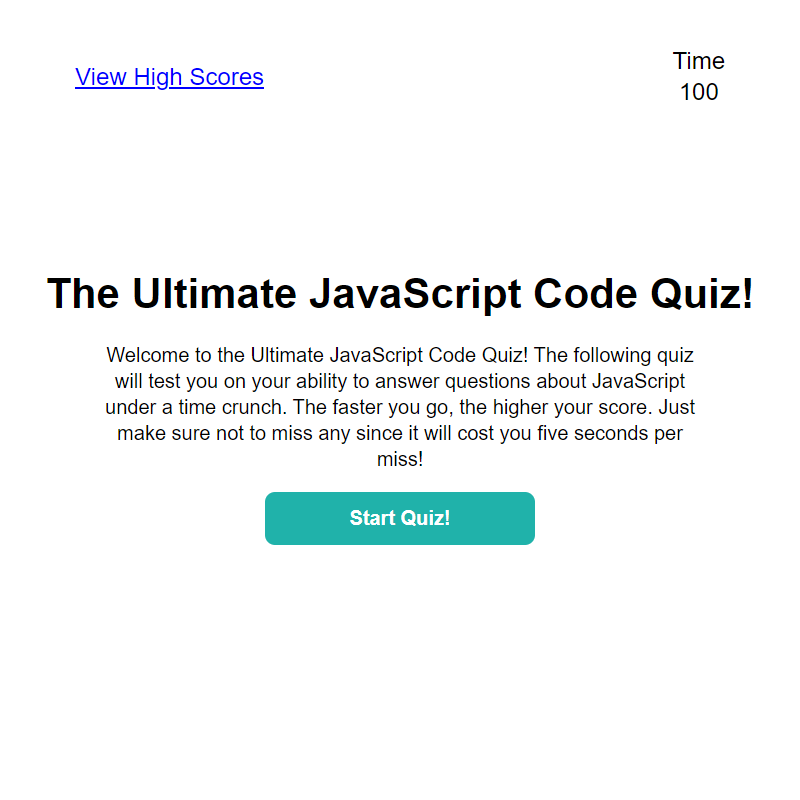 View High Scores
Time
100
The Ultimate JavaScript Code Quiz!
Welcome to the Ultimate JavaScript Code Quiz! The following quiz
will test you on your ability to answer questions about JavaScript
under a time crunch. The faster you go, the higher your score. Just
make sure not to miss any since it will cost you five seconds per
miss!
Start Quiz!